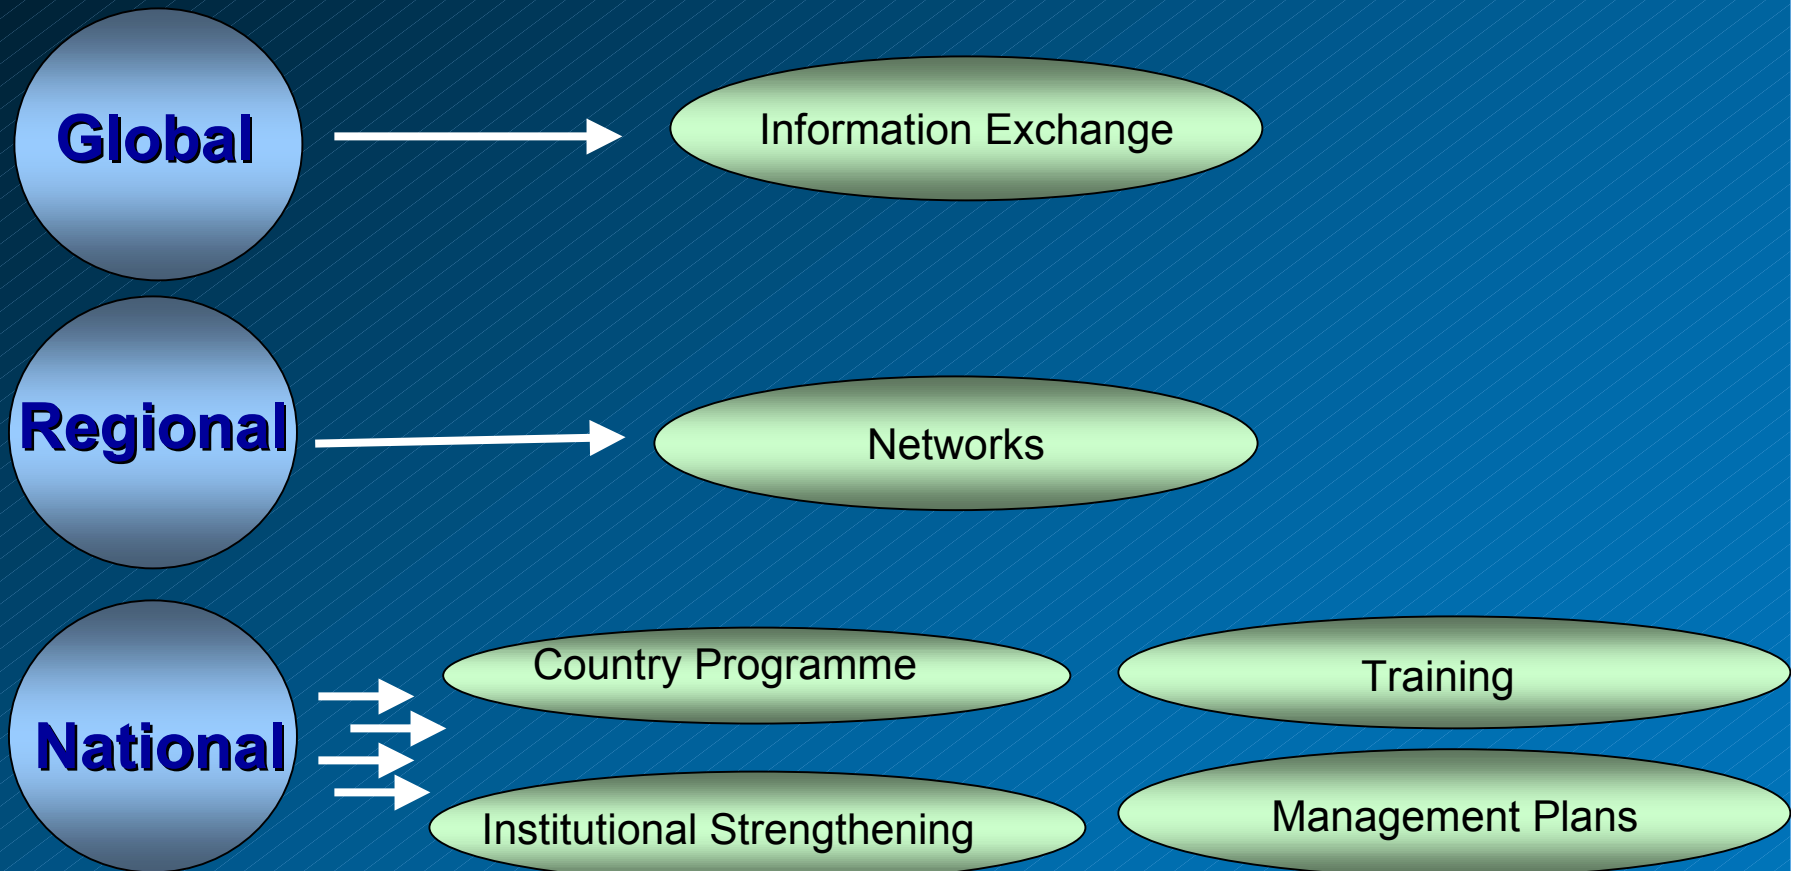 Global
Information Exchange
Regional
Networks
National
Country Programme
Training
Institutional Strengthening
Management Plans